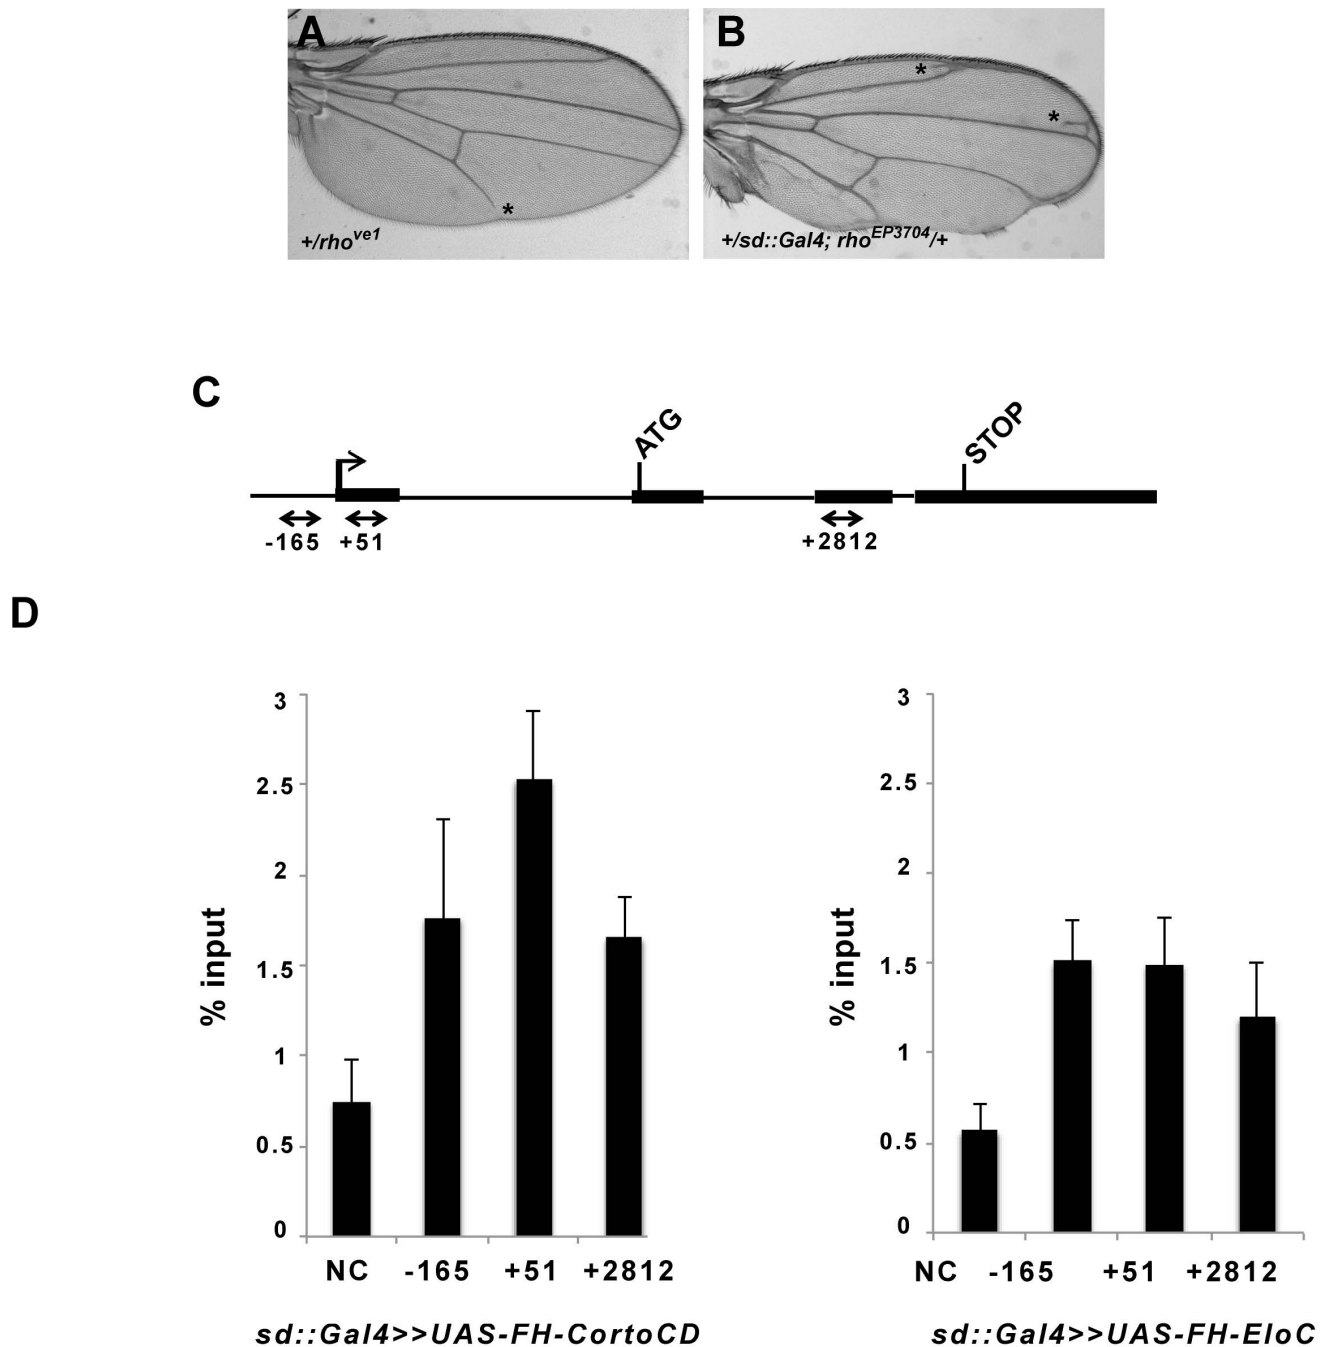 A
B
*
*
*
+/rho^ve1
+/sd::Gal4; rho^EP3704/+
C
ATG
STOP
-165
+51
+2812
D
3
2.5
2
1.5
1
0.5
0
% input
NC -165 +51 +2812
sd::Gal4>>UAS-FH-CortoCD
3
2.5
2
1.5
1
0.5
0
% input
NC -165 +51 +2812
sd::Gal4>>UAS-FH-EloC